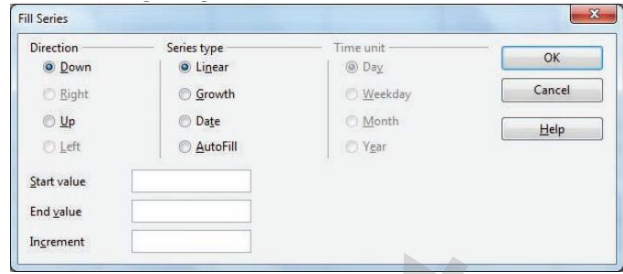 Fill Series
Direction
Down
Right
Up
Left
Series type
Linear
Growth
Date
AutoFill
Time unit
Day
Weekday
Month
Year
OK
Cancel
Help
Start value
End value
Increment